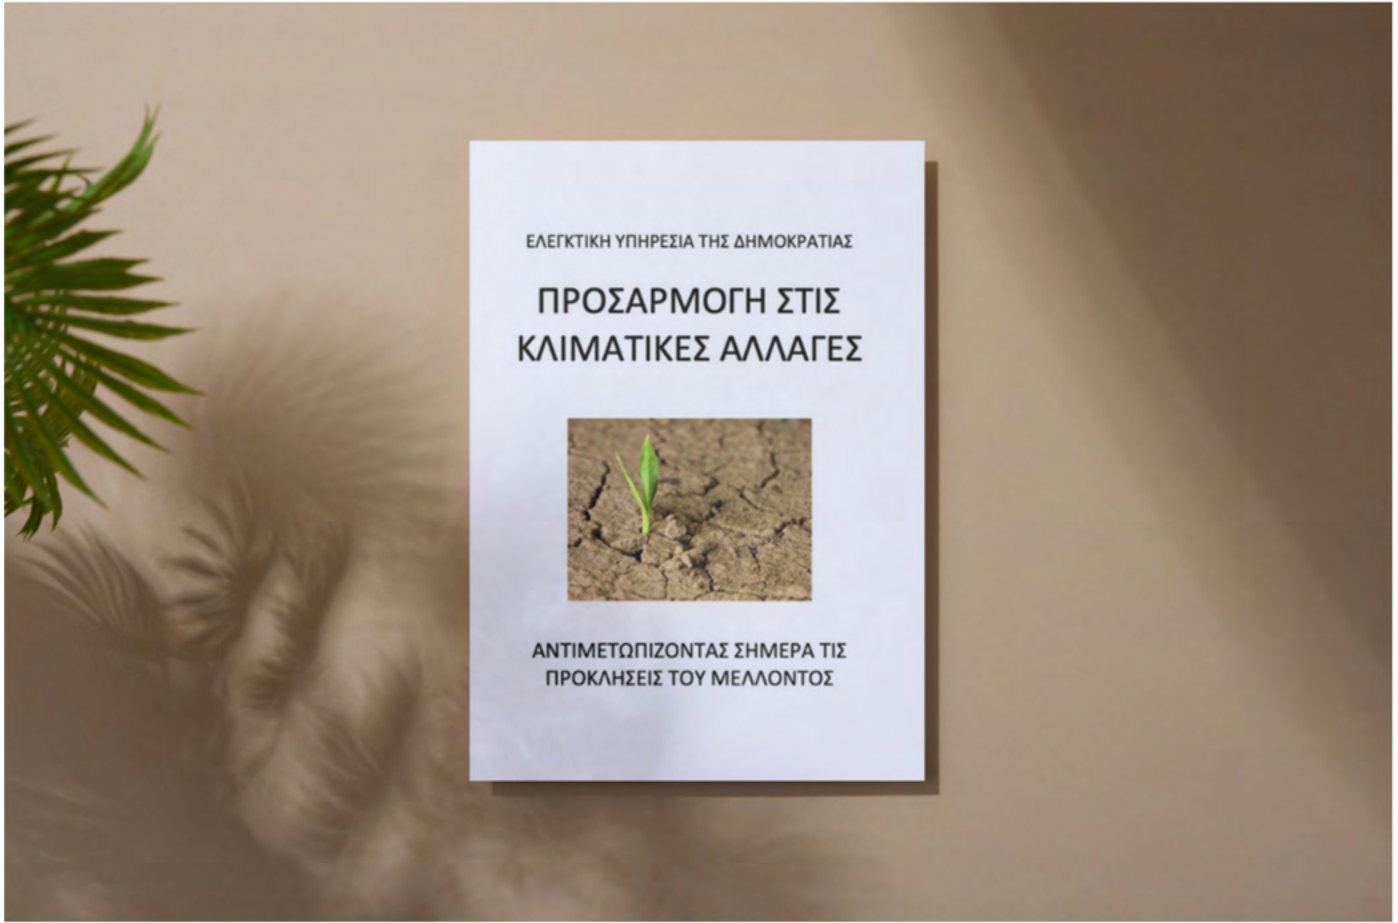 ΕΛΕΓΚΤΙΚΗ ΥΠΗΡΕΣΙΑ ΤΗΣ ΔΗΜΟΚΡΑΤΙΑΣ
ΠΡΟΣΑΡΜΟΓΗ ΣΤΙΣ
ΚΛΙΜΑΤΙΚΕΣ ΑΛΛΑΓΕΣ
ΑΝΤΙΜΕΤΩΠΙΖΟΝΤΑΣ ΣΗΜΕΡΑ ΤΙΣ
ΠΡΟΚΛΗΣΕΙΣ ΤΟΥ ΜΕΛΛΟΝΤΟΣ